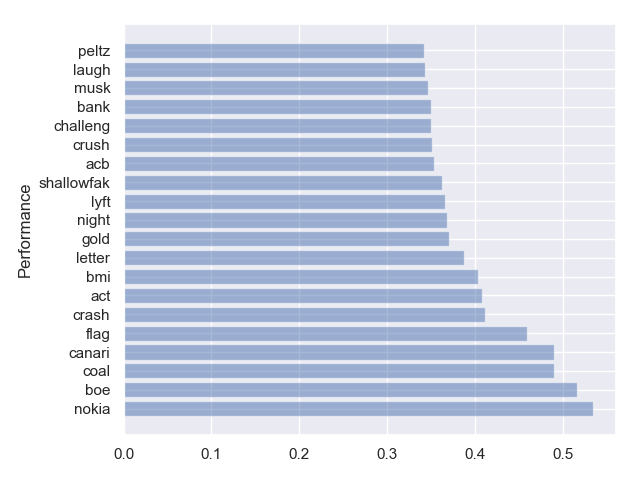 peltz
laugh
musk
bank
challeng
crush
acb
shallowfak
lyft
night
gold
letter
bmi
act
crash
flag
canari
coal
boe
nokia
Performance
0.0 0.1 0.2 0.3 0.4 0.5